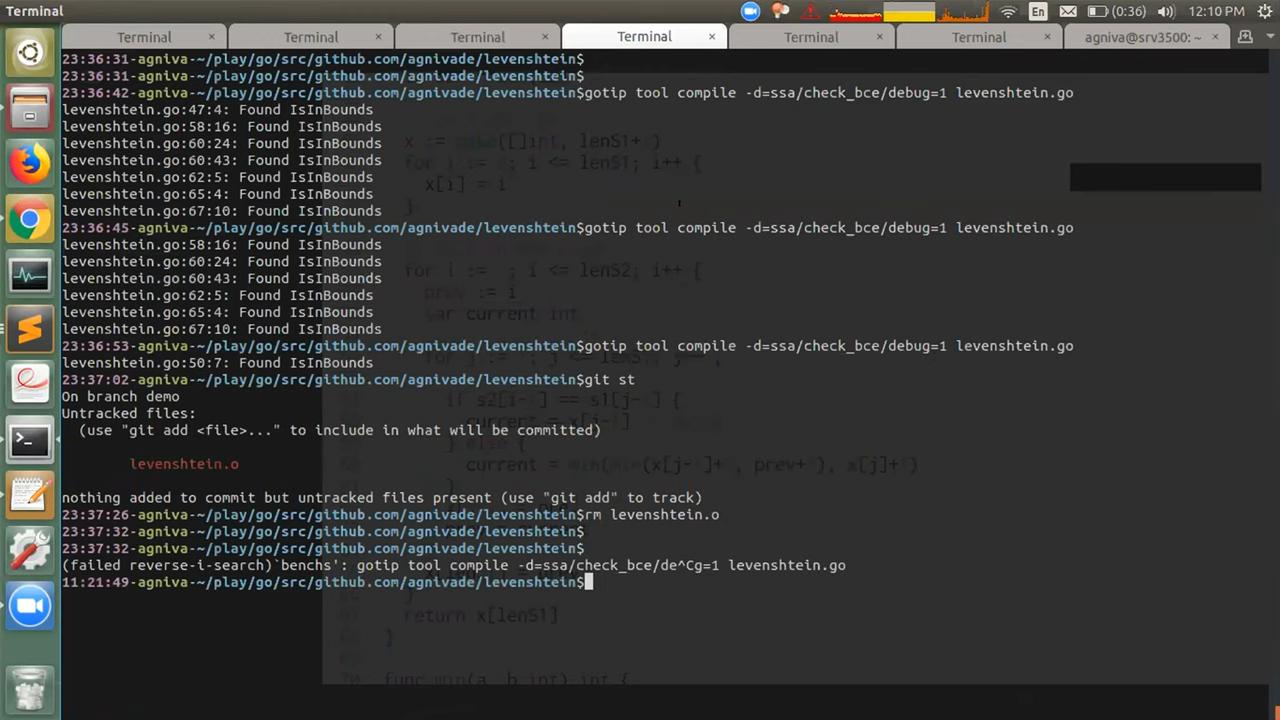 Terminal
En
(0:36)
12:10 PM
Terminal × Terminal × Terminal × Terminal × Terminal × Terminal × agniva@srv3500: ~ ×
23:36:31-agniva-~/play/go/src/github.com/agnivade/levenshtein$
23:36:31-agniva-~/play/go/src/github.com/agnivade/levenshtein$
23:36:42-agniva-~/play/go/src/github.com/agnivade/levenshtein$gotip tool compile -d=ssa/check_bce/debug=1 levenshtein.go
levenshtein.go:47:4: Found IsInBounds
levenshtein.go:58:16: Found IsInBounds
levenshtein.go:60:24: Found IsInBounds
levenshtein.go:60:43: Found IsInBounds
levenshtein.go:62:5: Found IsInBounds
levenshtein.go:65:4: Found IsInBounds
levenshtein.go:67:10: Found IsInBounds
23:36:45-agniva-~/play/go/src/github.com/agnivade/levenshtein$gotip tool compile -d=ssa/check_bce/debug=1 levenshtein.go
levenshtein.go:58:16: Found IsInBounds
levenshtein.go:60:24: Found IsInBounds
levenshtein.go:60:43: Found IsInBounds
levenshtein.go:62:5: Found IsInBounds
levenshtein.go:65:4: Found IsInBounds
levenshtein.go:67:10: Found IsInBounds
23:36:53-agniva-~/play/go/src/github.com/agnivade/levenshtein$gotip tool compile -d=ssa/check_bce/debug=1 levenshtein.go
levenshtein.go:50:7: Found IsInBounds
23:37:02-agniva-~/play/go/src/github.com/agnivade/levenshtein$git st
On branch demo
Untracked files:
(use "git add <file>..." to include in what will be committed)
levenshtein.o
nothing added to commit but untracked files present (use "git add" to track)
23:37:26-agniva-~/play/go/src/github.com/agnivade/levenshtein$rm levenshtein.o
23:37:32-agniva-~/play/go/src/github.com/agnivade/levenshtein$
23:37:32-agniva-~/play/go/src/github.com/agnivade/levenshtein$
(failed reverse-i-search)`benchs': gotip tool compile -d=ssa/check_bce/de^Cg=1 levenshtein.go
11:21:49-agniva-~/play/go/src/github.com/agnivade/levenshtein$
return x[lenS1]
}
func min(a, b int) int {